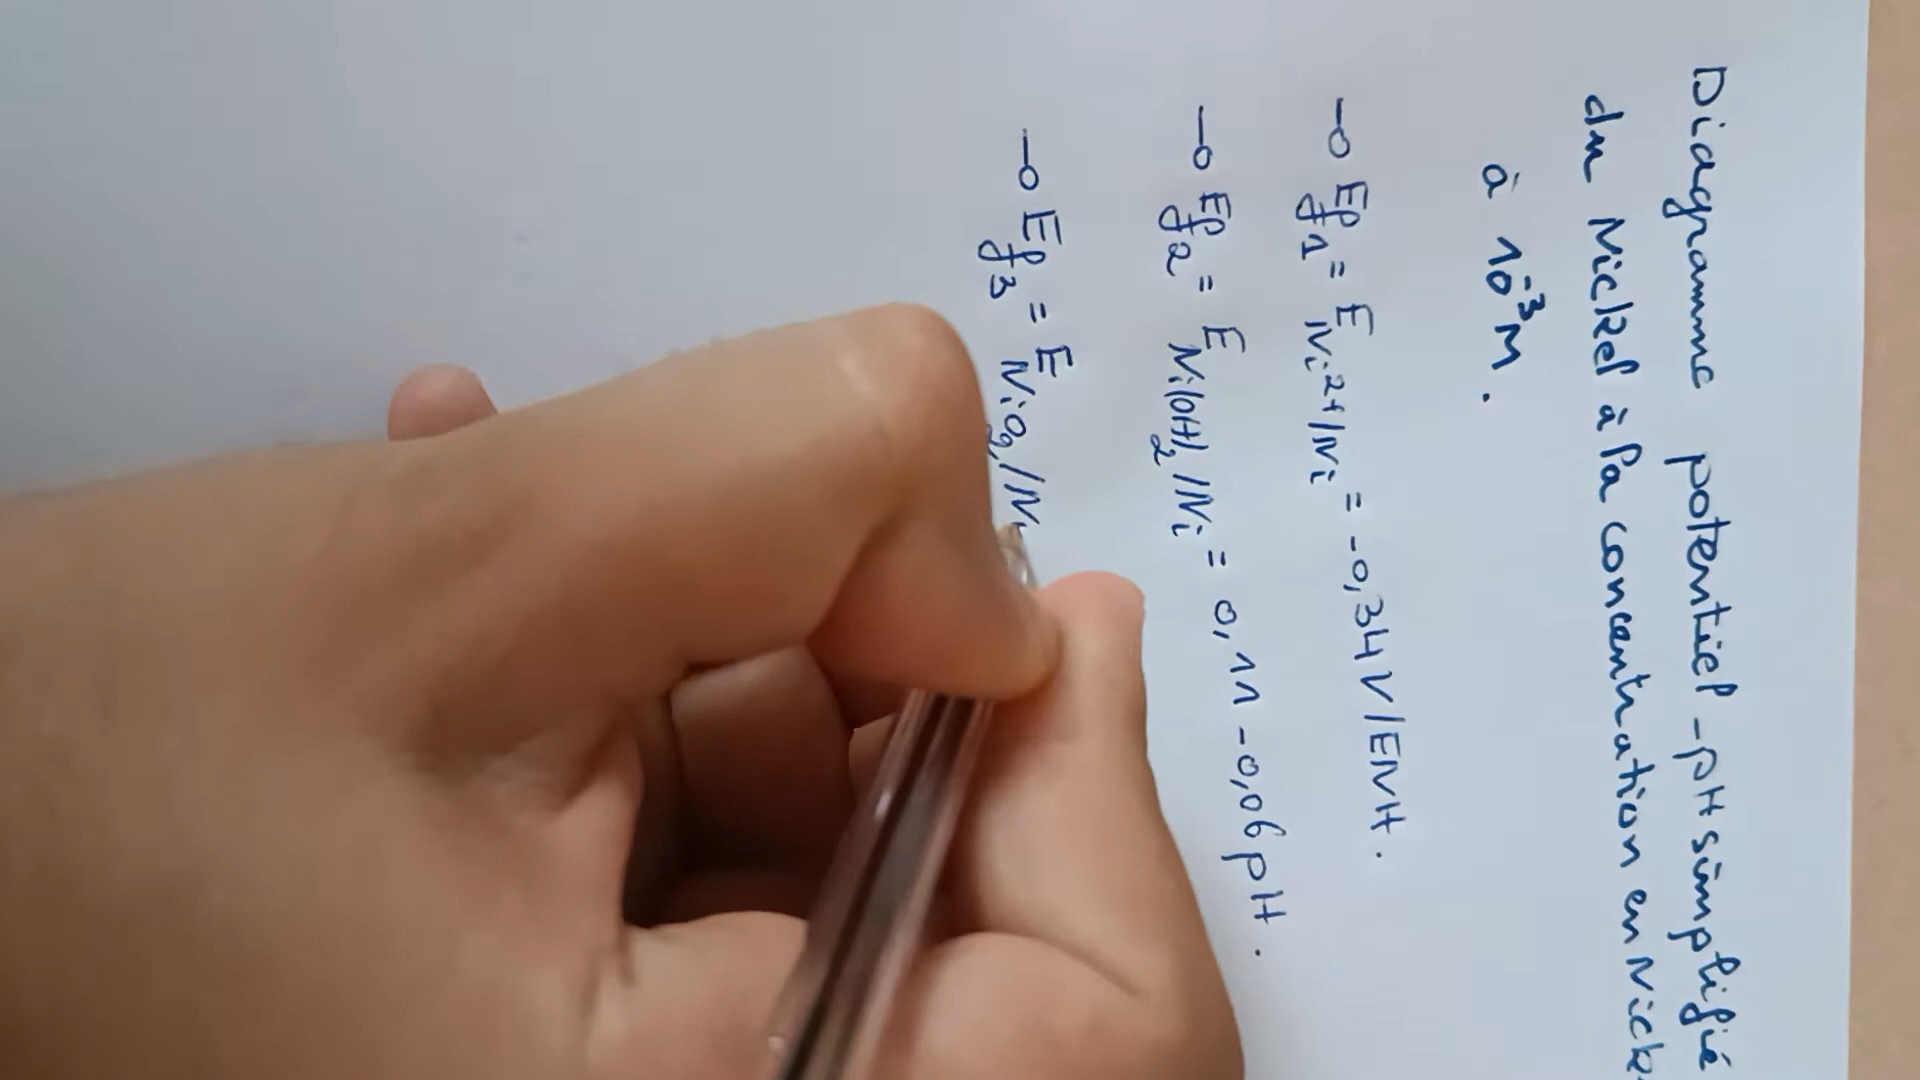 Diagramme potentiel-pH simplifié
du Nickel à la concentration en Nick
à 10⁻³M.
→ Ef1 = E Ni²⁺/Ni = -0,34V/ENH.
→ Ef2 = E Ni(OH)₂/Ni = 0,11-0,06pH.
→ Ef3 = E NiO₂/Ni